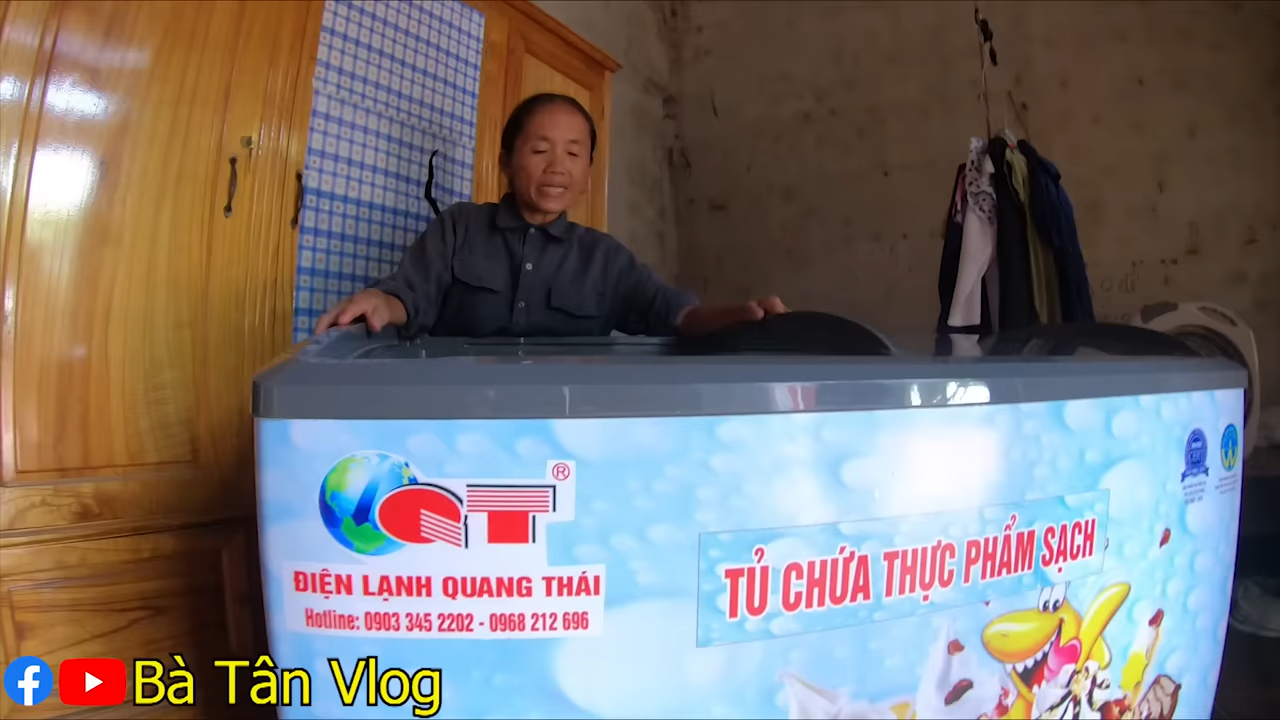 QT®
ĐIỆN LẠNH QUANG THÁI
Hotline: 0903 345 2202 - 0968 212 696
TỦ CHỨA THỰC PHẨM SẠCH
Bà Tân Vlog